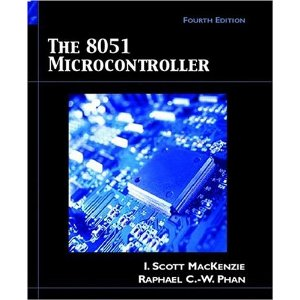 FOURTH EDITION
THE 8051
MICROCONTROLLER
I. SCOTT MACKENZIE
RAPHAEL C.-W. PHAN